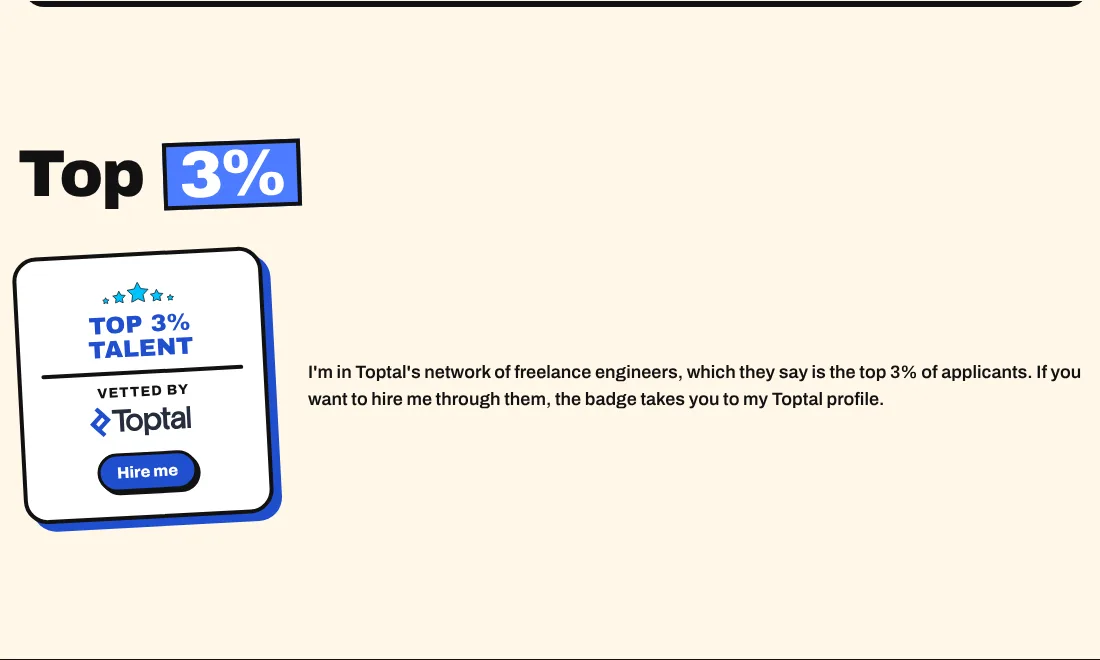 Top 3%
TOP 3%
TALENT
VETTED BY
Toptal
Hire me
I'm in Toptal's network of freelance engineers, which they say is the top 3% of applicants. If you
want to hire me through them, the badge takes you to my Toptal profile.